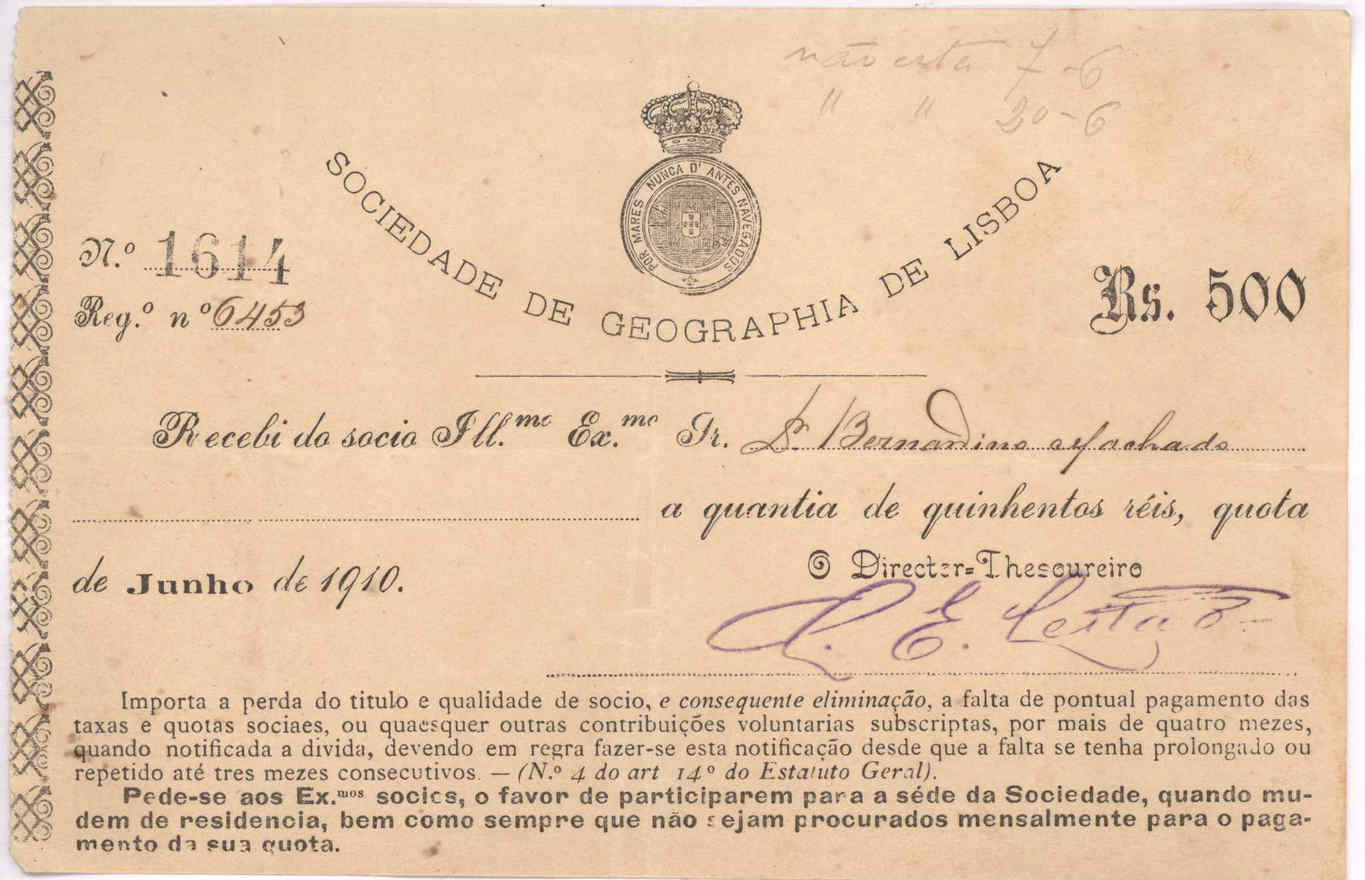 não está 7-6
" " 20-6
POR MARES NUNCA D' ANTES NAVEGADOS
SOCIEDADE DE GEOGRAPHIA DE LISBOA
N.º 1614
Reg.º nº 6453
Rs. 500
Recebi do socio Ill.mo Ex.mo Sr. Dr. Bernardino Machado
a quantia de quinhentos réis, quota
de Junho de 1910.
O Director-Thesoureiro
L. E. Leitão
Importa a perda do titulo e qualidade de socio, e consequente eliminação, a falta de pontual pagamento das
taxas e quotas sociaes, ou quaesquer outras contribuições voluntarias subscriptas, por mais de quatro mezes,
quando notificada a divida, devendo em regra fazer-se esta notificação desde que a falta se tenha prolongado ou
repetido até tres mezes consecutivos. — (N.º 4 do art 14º do Estatuto Geral).
Pede-se aos Ex.mos socios, o favor de participarem para a séde da Sociedade, quando mu-
dem de residencia, bem como sempre que não sejam procurados mensalmente para o paga-
mento da sua quota.